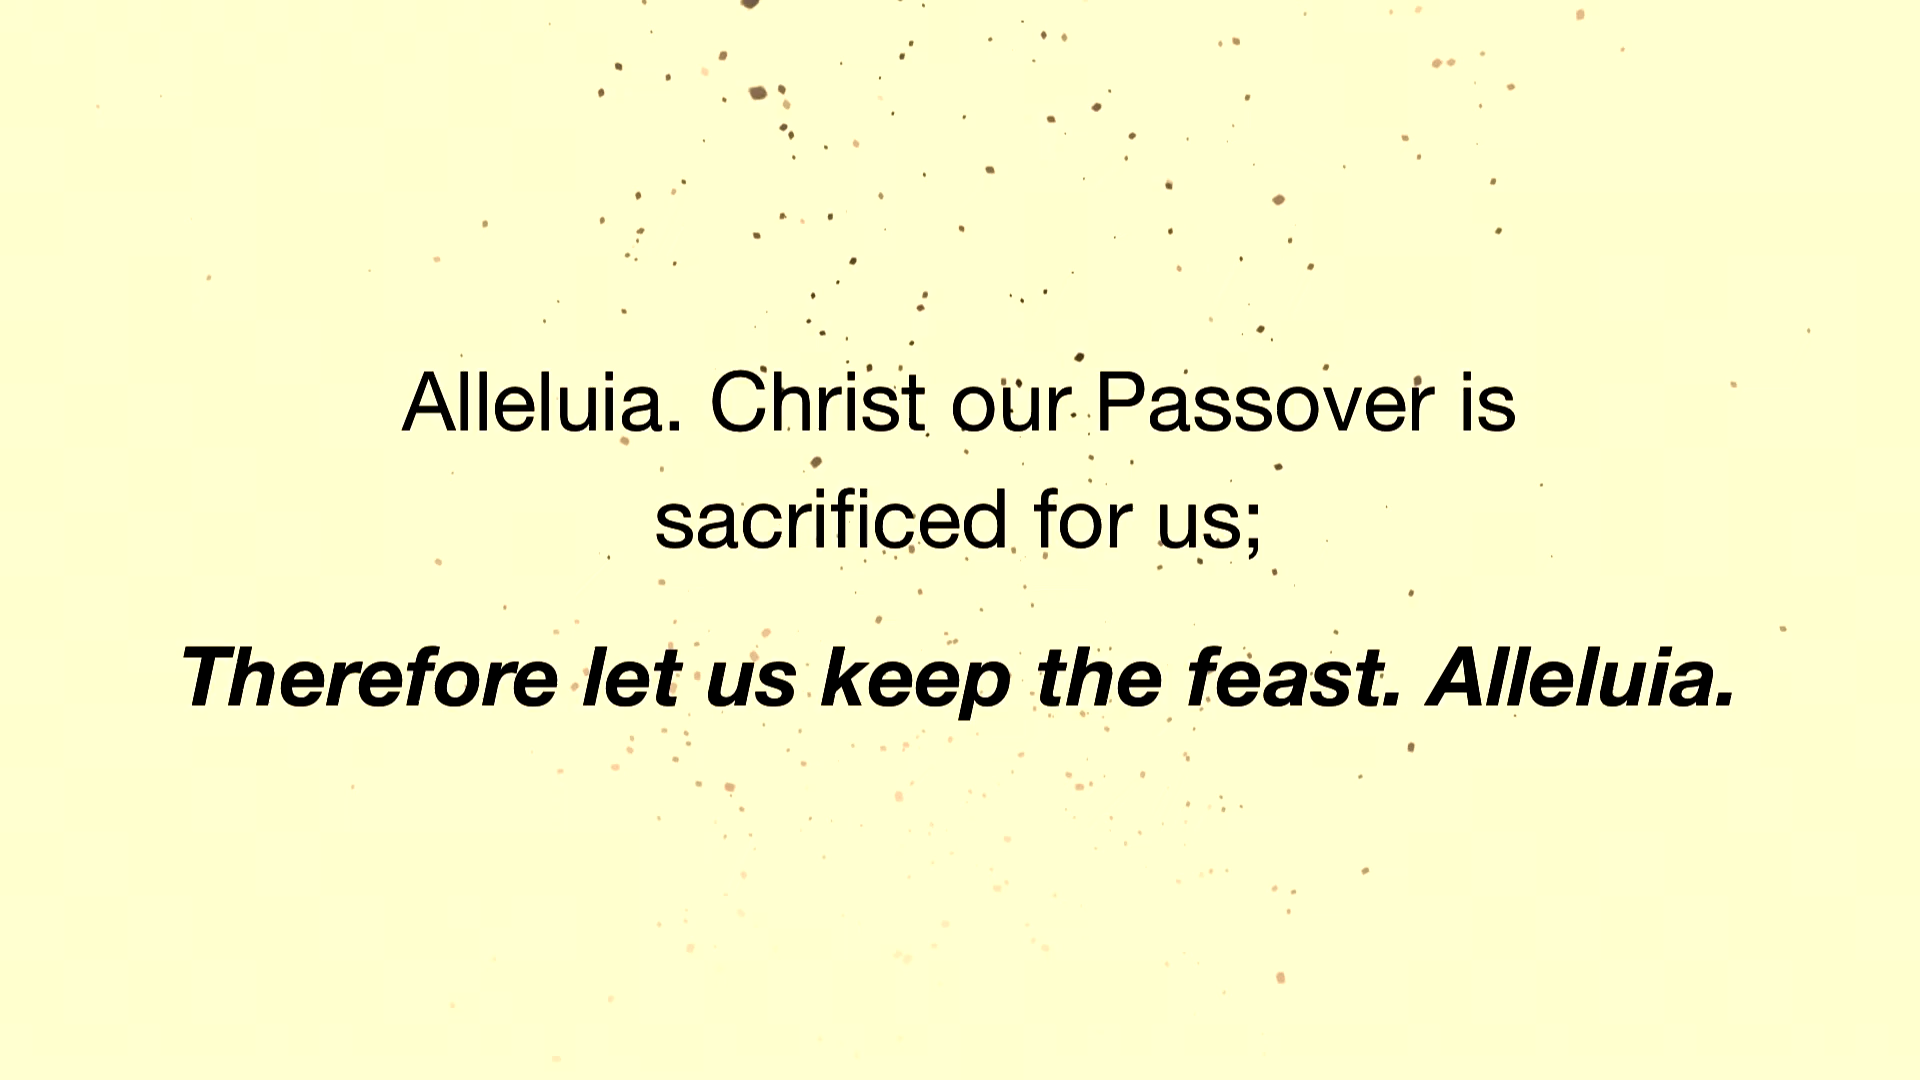 Alleluia. Christ our Passover is
sacrificed for us;
Therefore let us keep the feast. Alleluia.